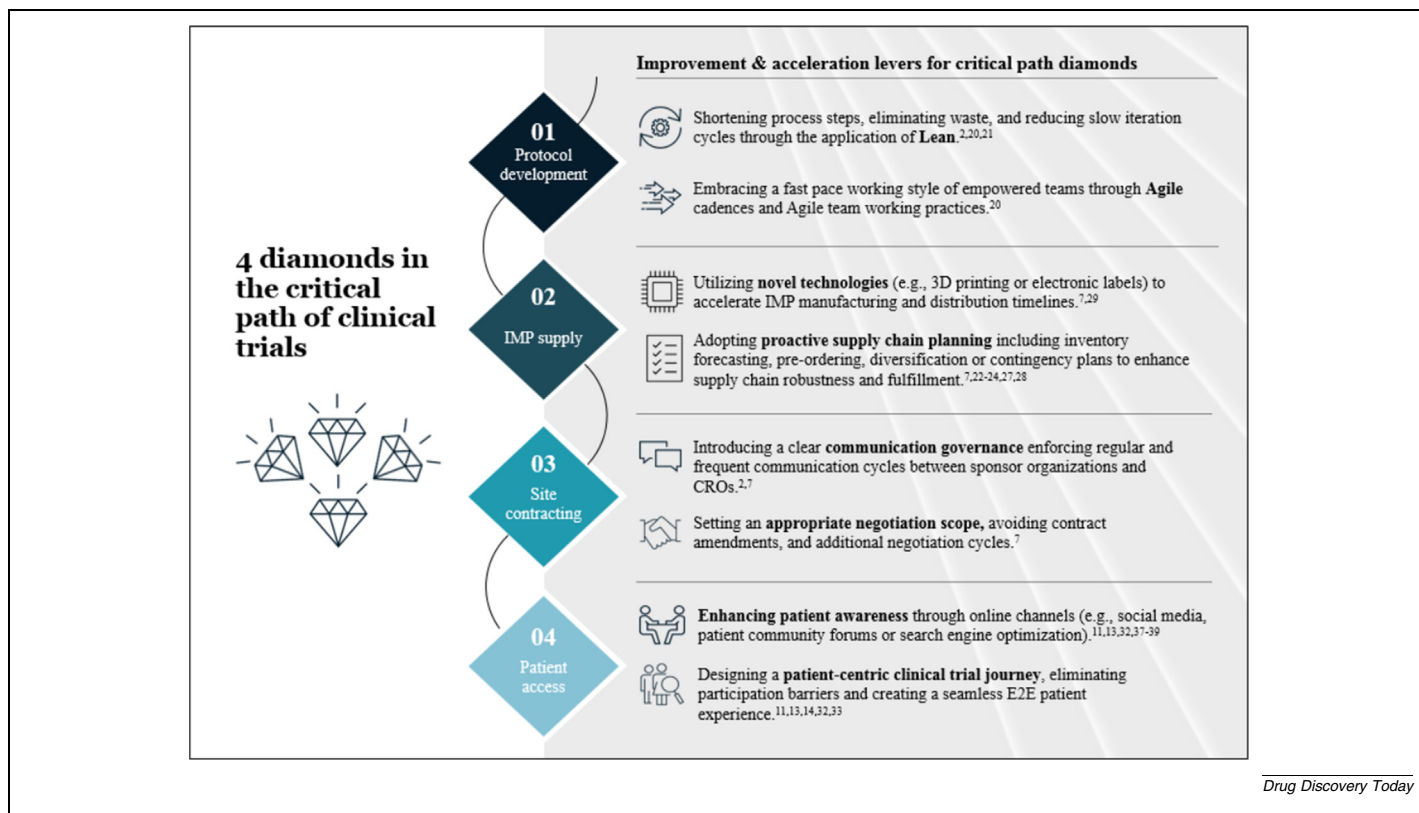 Improvement & acceleration levers for critical path diamonds
4 diamonds in
the critical
path of clinical
trials
01
Protocol
development
Shortening process steps, eliminating waste, and reducing slow iteration
cycles through the application of Lean.2,20,21
Embracing a fast pace working style of empowered teams through Agile
cadences and Agile team working practices.20
02
IMP supply
Utilizing novel technologies (e.g., 3D printing or electronic labels) to
accelerate IMP manufacturing and distribution timelines.7,29
Adopting proactive supply chain planning including inventory
forecasting, pre-ordering, diversification or contingency plans to enhance
supply chain robustness and fulfillment.7,22-24,27,28
03
Site
contracting
Introducing a clear communication governance enforcing regular and
frequent communication cycles between sponsor organizations and
CROs.2,7
Setting an appropriate negotiation scope, avoiding contract
amendments, and additional negotiation cycles.7
04
Patient
access
Enhancing patient awareness through online channels (e.g., social media,
patient community forums or search engine optimization).11,13,32,37-39
Designing a patient-centric clinical trial journey, eliminating
participation barriers and creating a seamless E2E patient
experience.11,13,14,32,33
Drug Discovery Today